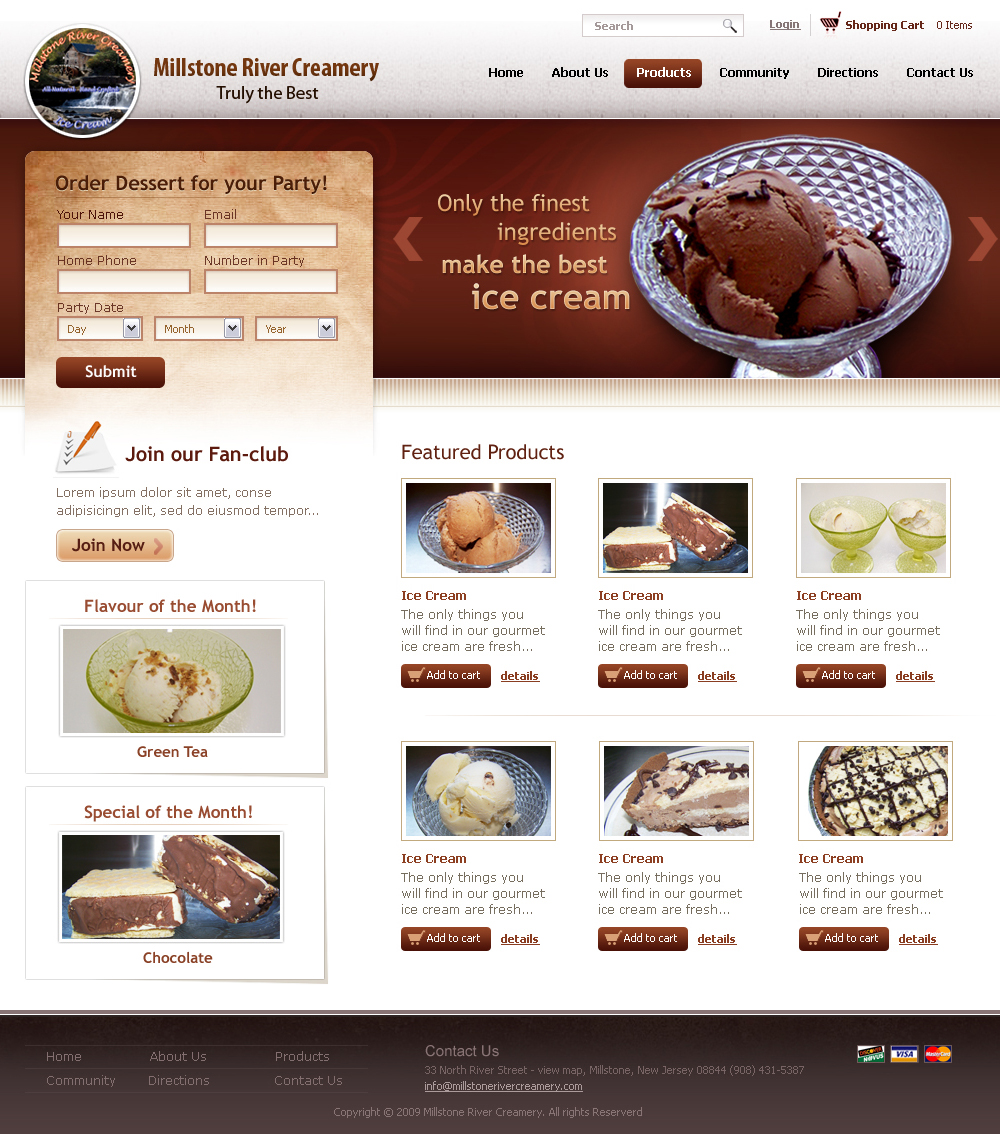 Search
Login
Shopping Cart 0 Items
Millstone River Creamery
All Natural Hand Crafted
Ice Cream
Millstone River Creamery
Truly the Best
Home About Us Products Community Directions Contact Us
Order Dessert for your Party!
Your Name Email
Home Phone Number in Party
Party Date
Day Month Year
Submit
Only the finest
ingredients
make the best
ice cream
Join our Fan-club
Lorem ipsum dolor sit amet, conse
adipisicingn elit, sed do eiusmod tempor...
Join Now
Flavour of the Month!
Green Tea
Special of the Month!
Chocolate
Featured Products
Ice Cream
The only things you
will find in our gourmet
ice cream are fresh...
Add to cart details
Ice Cream
The only things you
will find in our gourmet
ice cream are fresh...
Add to cart details
Ice Cream
The only things you
will find in our gourmet
ice cream are fresh...
Add to cart details
Ice Cream
The only things you
will find in our gourmet
ice cream are fresh...
Add to cart details
Ice Cream
The only things you
will find in our gourmet
ice cream are fresh...
Add to cart details
Ice Cream
The only things you
will find in our gourmet
ice cream are fresh...
Add to cart details
Home About Us Products
Community Directions Contact Us
Contact Us
33 North River Street - view map, Millstone, New Jersey 08844 (908) 431-5387
info@millstonerivercreamery.com
DISCOVER NOVUS VISA MasterCard
Copyright © 2009 Millstone River Creamery. All rights Reserverd